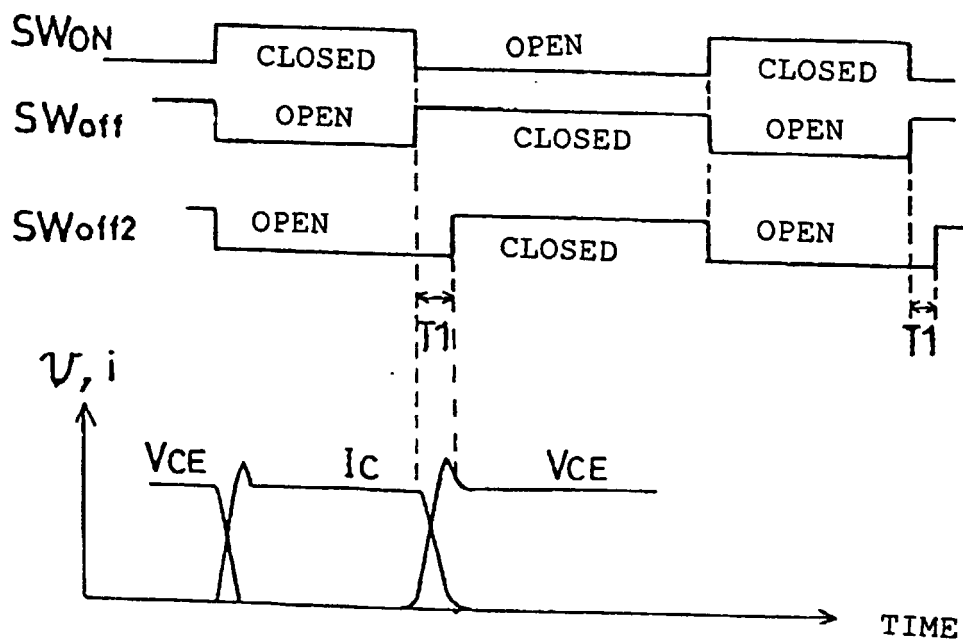 SWON
CLOSED OPEN CLOSED
SWoff
OPEN CLOSED OPEN
SWoff2
OPEN CLOSED OPEN
T1 T1
v, i
VCE IC VCE
TIME